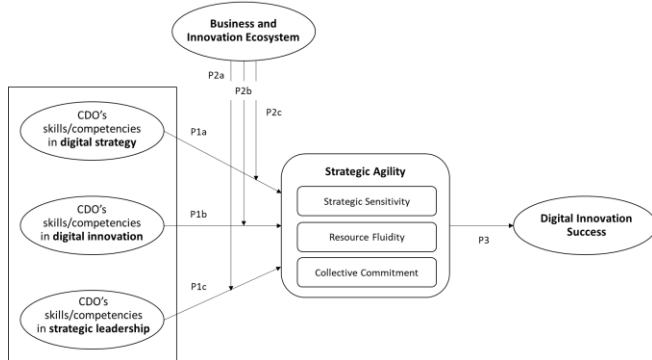 Business and
Innovation Ecosystem
P2a
P2b
P2c
CDO's
skills/competencies
in digital strategy
P1a
Strategic Agility
Strategic Sensitivity
CDO's
skills/competencies
in digital innovation
P1b
Resource Fluidity
P3
Digital Innovation
Success
Collective Commitment
CDO's
skills/competencies
in strategic leadership
P1c